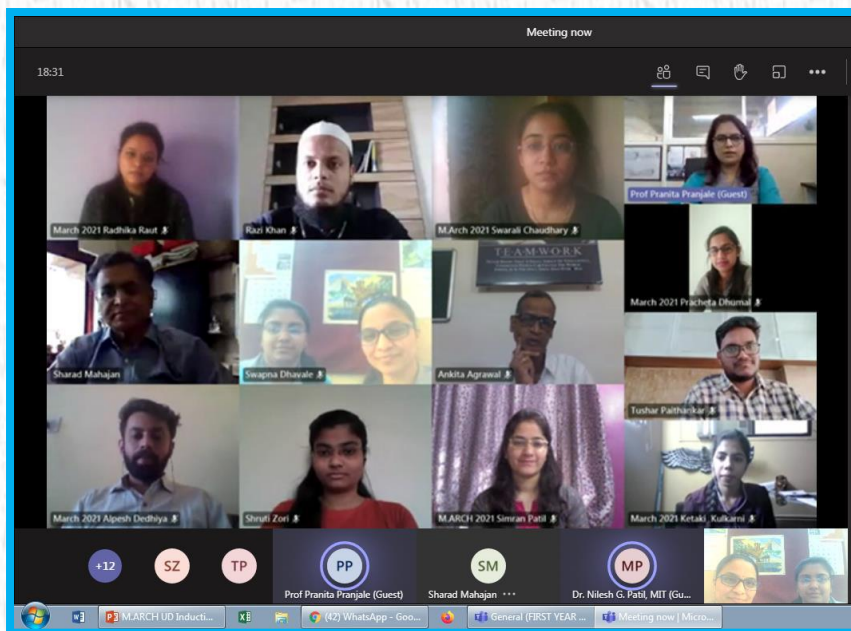 Meeting now
18:31
March 2021 Radhika Raut
Razi Khan
M.Arch 2021 Swarali Chaudhary
Prof Pranita Pranjale (Guest)
March 2021 Pracheta Dhumal
T·E·A·M·W·O·R·K
Sharad Mahajan
Swapna Dhavale
Ankita Agrawal
Tushar Paithankar
March 2021 Alpesh Dedhiya
Shruti Zori
M.ARCH 2021 Simran Patil
March 2021 Ketaki_Kulkarni
+12
SZ
TP
PP
SM
MP
Prof Pranita Pranjale (Guest)
Sharad Mahajan ···
Dr. Nilesh G. Patil, MIT (Gu...
M.ARCH UD Inducti...
(42) WhatsApp - Goo...
General (FIRST YEAR ...
Meeting now | Micro...